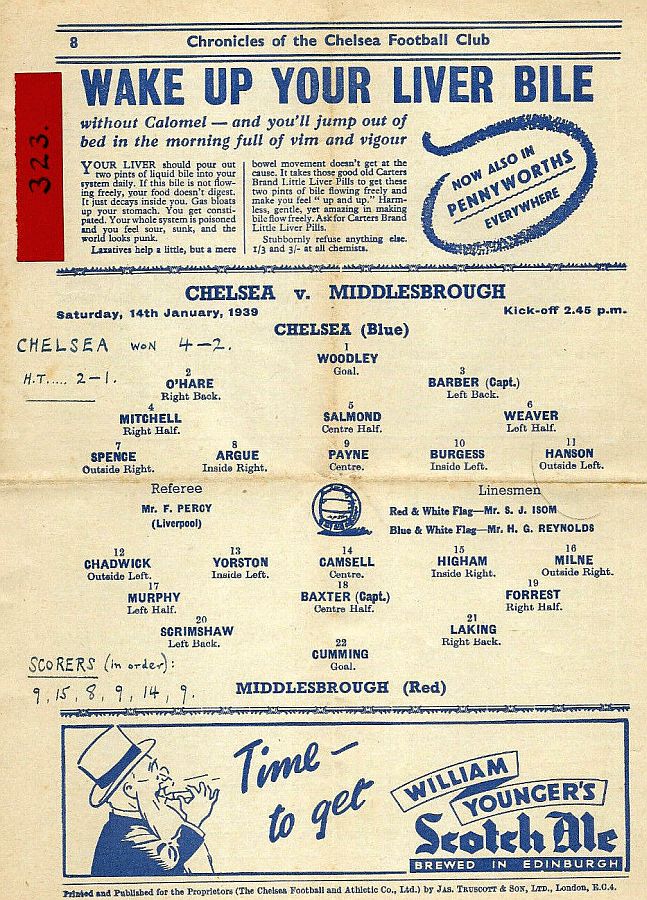 8
Chronicles of the Chelsea Football Club
323.
WAKE UP YOUR LIVER BILE
without Calomel — and you'll jump out of
bed in the morning full of vim and vigour
YOUR LIVER should pour out
two pints of liquid bile into your
system daily. If this bile is not flow-
ing freely, your food doesn't digest.
It just decays inside you. Gas bloats
up your stomach. You get consti-
pated. Your whole system is poisoned
and you feel sour, sunk, and the
world looks punk.
Laxatives help a little, but a mere
bowel movement doesn't get at the
cause. It takes those good old Carters
Brand Little Liver Pills to get these
two pints of bile flowing freely and
make you feel "up and up." Harm-
less, gentle, yet amazing in making
bile flow freely. Ask for Carters Brand
Little Liver Pills.
Stubbornly refuse anything else.
1/3 and 3/- at all chemists.
NOW ALSO IN
PENNYWORTHS
EVERYWHERE
CHELSEA v. MIDDLESBROUGH
Saturday, 14th January, 1939 Kick-off 2.45 p.m.
CHELSEA (Blue)
CHELSEA WON 4-2.
H.T..... 2-1.
1
WOODLEY
Goal.
2 3
O'HARE BARBER (Capt.)
Right Back. Left Back.
4 5 6
MITCHELL SALMOND WEAVER
Right Half. Centre Half. Left Half.
7 8 9 10 11
SPENCE ARGUE PAYNE BURGESS HANSON
Outside Right. Inside Right. Centre. Inside Left. Outside Left.
Referee Linesmen
Mr. F. PERCY
(Liverpool)
Red & White Flag—Mr. S. J. ISOM
Blue & White Flag—Mr. H. G. REYNOLDS
12 13 14 15 16
CHADWICK YORSTON CAMSELL HIGHAM MILNE
Outside Left. Inside Left. Centre. Inside Right. Outside Right.
17 18 19
MURPHY BAXTER (Capt.) FORREST
Left Half. Centre Half. Right Half.
20 21
SCRIMSHAW LAKING
Left Back. Right Back.
22
CUMMING
Goal.
SCORERS (in order):
9, 15, 8, 9, 14, 9.
MIDDLESBROUGH (Red)
Time —
to get
WILLIAM
YOUNGER'S
Scotch Ale
BREWED IN EDINBURGH
Printed and Published for the Proprietors (The Chelsea Football and Athletic Co., Ltd.) by JAS. TRUSCOTT & SON, LTD., London, E.C.4.